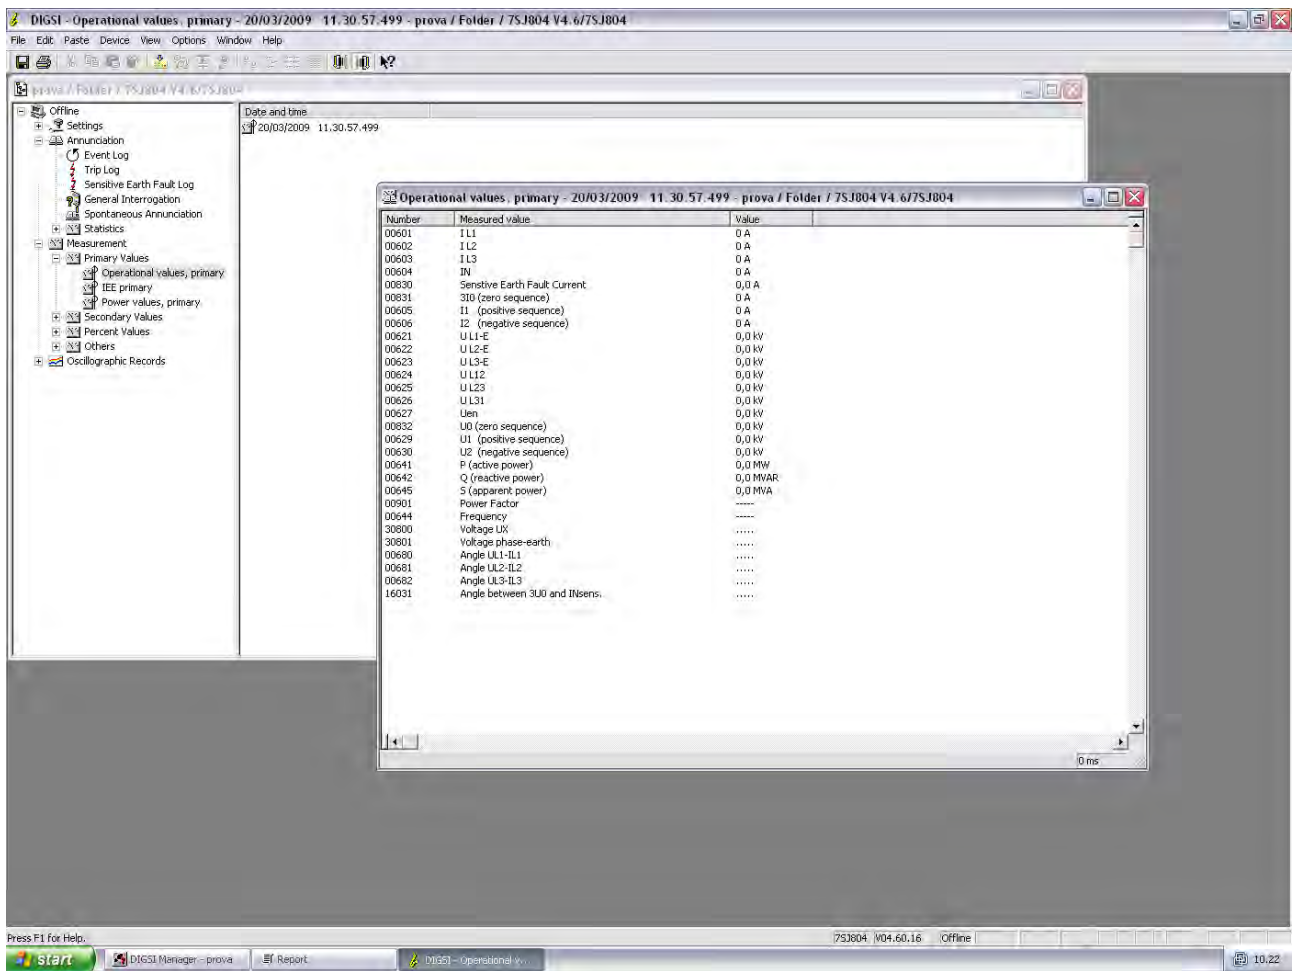 DIGSI - Operational values, primary - 20/03/2009 11.30.57.499 - prova / Folder / 7SJ804 V4.6/7SJ804
File Edit Paste Device View Options Window Help
prova / Folder / 7SJ804 V4.6/7SJ804
Offline
Settings
Annunciation
Event Log
Trip Log
Sensitive Earth Fault Log
General Interrogation
Spontaneous Annunciation
Statistics
Measurement
Primary Values
Operational values, primary
IEE primary
Power values, primary
Secondary Values
Percent Values
Others
Oscillographic Records
Date and time
20/03/2009 11.30.57.499
Operational values, primary - 20/03/2009 11.30.57.499 - prova / Folder / 7SJ804 V4.6/7SJ804
Number Measured value Value
00601 I L1 0 A
00602 I L2 0 A
00603 I L3 0 A
00604 IN 0 A
00830 Senstive Earth Fault Current 0,0 A
00831 3I0 (zero sequence) 0 A
00605 I1 (positive sequence) 0 A
00606 I2 (negative sequence) 0 A
00621 U L1-E 0,0 kV
00622 U L2-E 0,0 kV
00623 U L3-E 0,0 kV
00624 U L12 0,0 kV
00625 U L23 0,0 kV
00626 U L31 0,0 kV
00627 Uen 0,0 kV
00832 U0 (zero sequence) 0,0 kV
00629 U1 (positive sequence) 0,0 kV
00630 U2 (negative sequence) 0,0 kV
00641 P (active power) 0,0 MW
00642 Q (reactive power) 0,0 MVAR
00645 S (apparent power) 0,0 MVA
00901 Power Factor -----
00644 Frequency -----
30800 Voltage UX .....
30801 Voltage phase-earth .....
00680 Angle UL1-IL1 .....
00681 Angle UL2-IL2 .....
00682 Angle UL3-IL3 .....
16031 Angle between 3U0 and INsens. .....
0 ms
Press F1 for Help.
7SJ804 V04.60.16 Offline
start DIGSI Manager - prova Report DIGSI - Operational v... 10.22